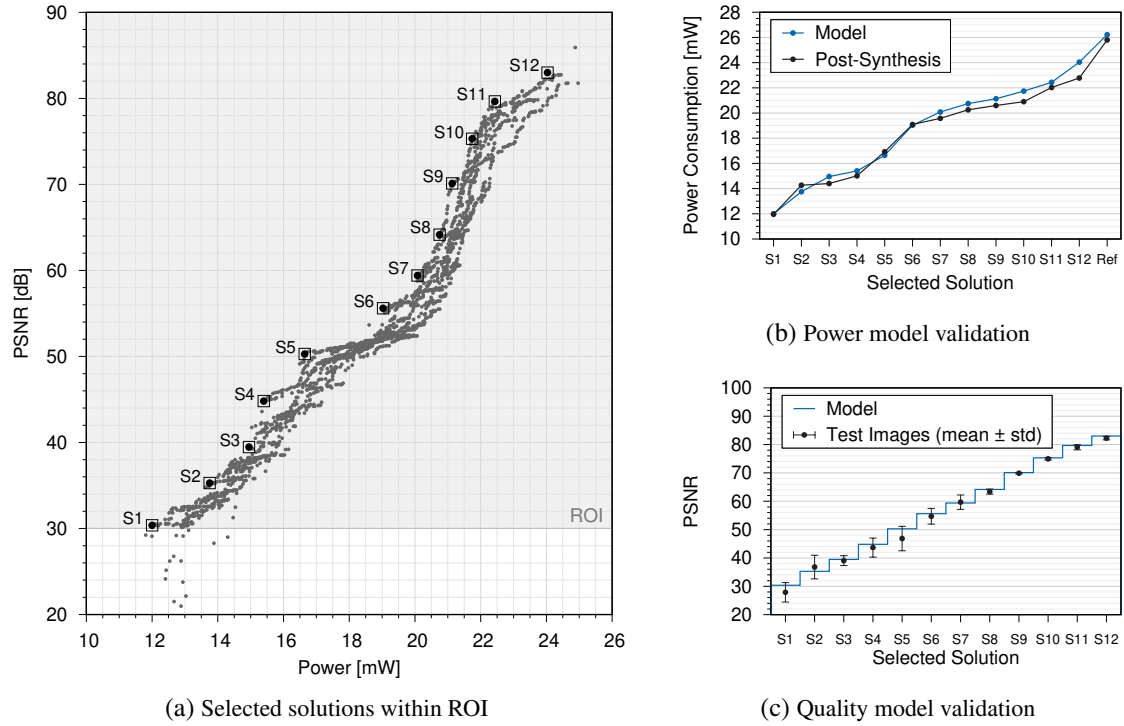 90
80
70
60
50
40
30
20
PSNR [dB]
S12
S11
S10
S9
S8
S7
S6
S5
S4
S3
S2
S1
ROI
10 12 14 16 18 20 22 24 26
Power [mW]
(a) Selected solutions within ROI
28
26
24
22
20
18
16
14
12
10
Power Consumption [mW]
Model
Post-Synthesis
S1 S2 S3 S4 S5 S6 S7 S8 S9 S10 S11 S12 Ref
Selected Solution
(b) Power model validation
100
90
80
70
60
50
40
30
20
PSNR
Model
Test Images (mean ± std)
S1 S2 S3 S4 S5 S6 S7 S8 S9 S10 S11 S12
Selected Solution
(c) Quality model validation